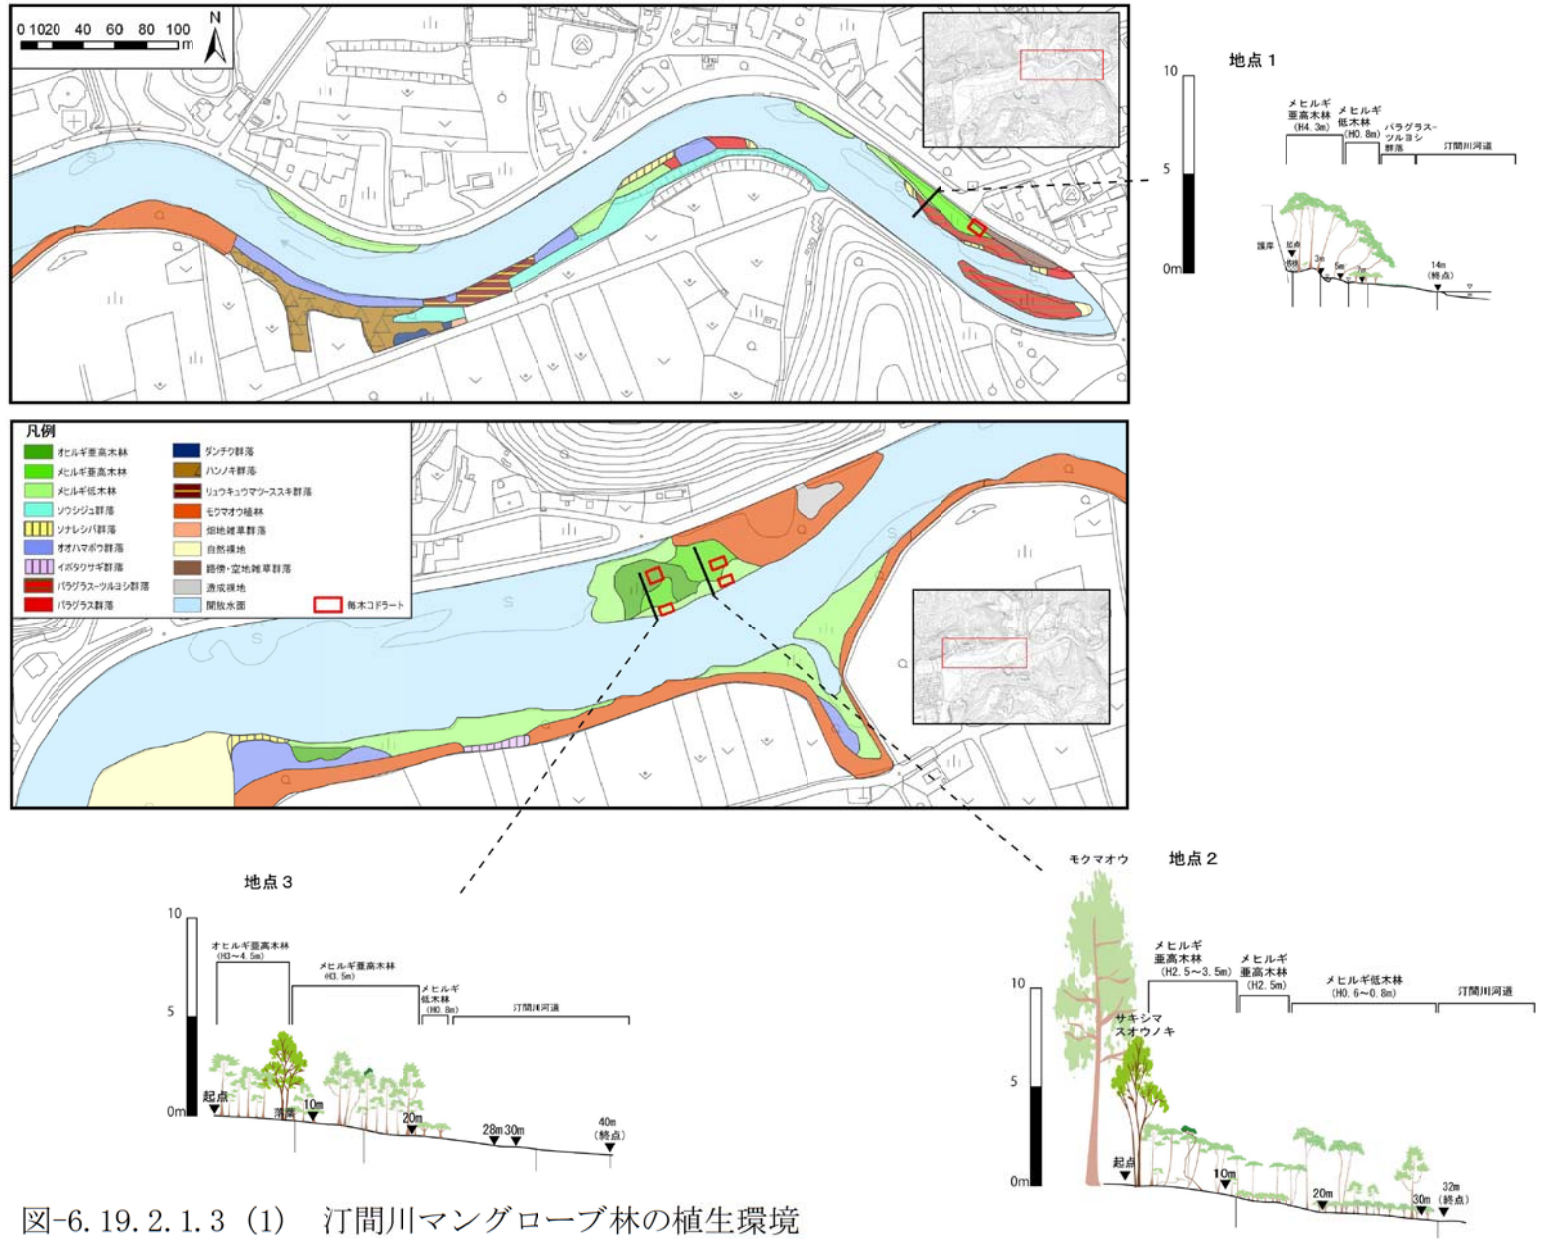 0 1020 40 60 80 100
m
N
地点1
10
5
0m
メヒルギ
亜高木林
(H4.3m)
メヒルギ
低木林
(H0.8m)
パラグラス-
ツルヨシ
群落
汀間川河道
護岸
起点
3m
5m
7m
14m
(終点)
凡例
オヒルギ亜高木林
メヒルギ亜高木林
メヒルギ低木林
ソウシジュ群落
ソナレシバ群落
オオハマボウ群落
イボタクサギ群落
パラグラス-ツルヨシ群落
パラグラス群落
ダンチク群落
ハンノキ群落
リュウキュウマツ-ススキ群落
モクマオウ植林
畑地雑草群落
自然裸地
路傍・空地雑草群落
造成裸地
開放水面
毎木コドラート
地点3
10
5
0m
オヒルギ亜高木林
(H3~4.5m)
メヒルギ亜高木林
(H3.5m)
メヒルギ
低木林
(H0.8m)
汀間川河道
起点
落葉
10m
20m
28m 30m
40m
(終点)
モクマオウ
地点2
メヒルギ
亜高木林
(H2.5~3.5m)
メヒルギ
亜高木林
(H2.5m)
メヒルギ低木林
(H0.6~0.8m)
汀間川河道
サキシマ
スオウノキ
10
5
0m
起点
10m
20m
30m
32m
(終点)
図-6.19.2.1.3 (1) 汀間川マングローブ林の植生環境